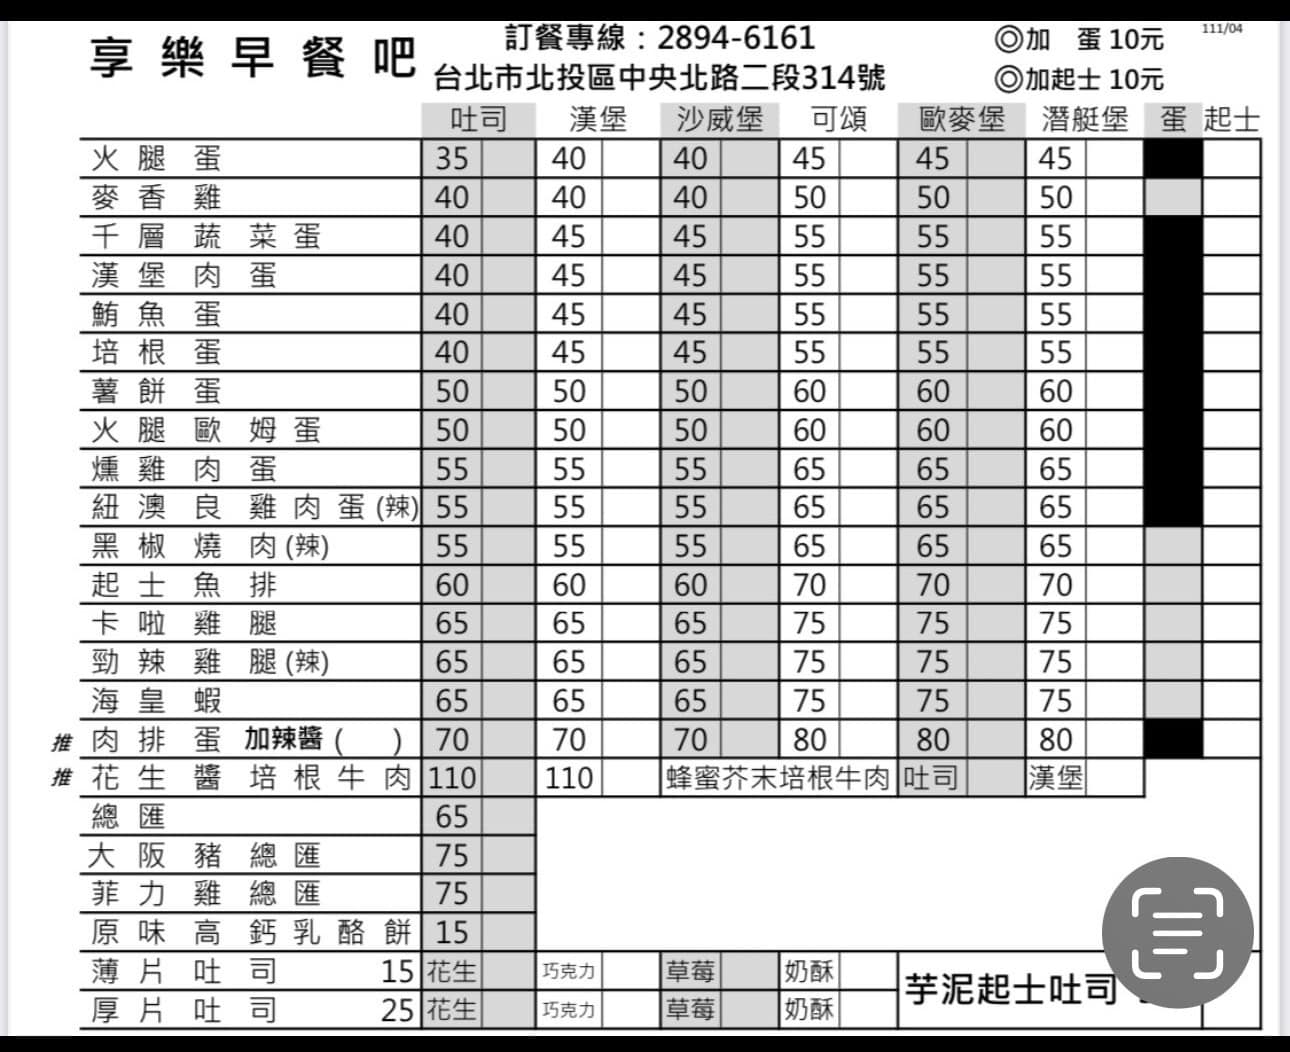 享樂早餐吧
訂餐專線：2894-6161
台北市北投區中央北路二段314號
◎加 蛋 10元
◎加起士 10元
111/04
吐司 漢堡 沙威堡 可頌 歐麥堡 潛艇堡 蛋 起士
火腿蛋 35 40 40 45 45 45
麥香雞 40 40 40 50 50 50
千層蔬菜蛋 40 45 45 55 55 55
漢堡肉蛋 40 45 45 55 55 55
鮪魚蛋 40 45 45 55 55 55
培根蛋 40 45 45 55 55 55
薯餅蛋 50 50 50 60 60 60
火腿歐姆蛋 50 50 50 60 60 60
燻雞肉蛋 55 55 55 65 65 65
紐澳良雞肉蛋(辣) 55 55 55 65 65 65
黑椒燒肉(辣) 55 55 55 65 65 65
起士魚排 60 60 60 70 70 70
卡啦雞腿 65 65 65 75 75 75
勁辣雞腿(辣) 65 65 65 75 75 75
海皇蝦 65 65 65 75 75 75
推 肉排蛋 加辣醬( ) 70 70 70 80 80 80
推 花生醬培根牛肉 110 110 蜂蜜芥末培根牛肉 吐司 漢堡
總匯 65
大阪豬總匯 75
菲力雞總匯 75
原味高鈣乳酪餅 15
薄片吐司 15 花生 巧克力 草莓 奶酥
厚片吐司 25 花生 巧克力 草莓 奶酥
芋泥起士吐司